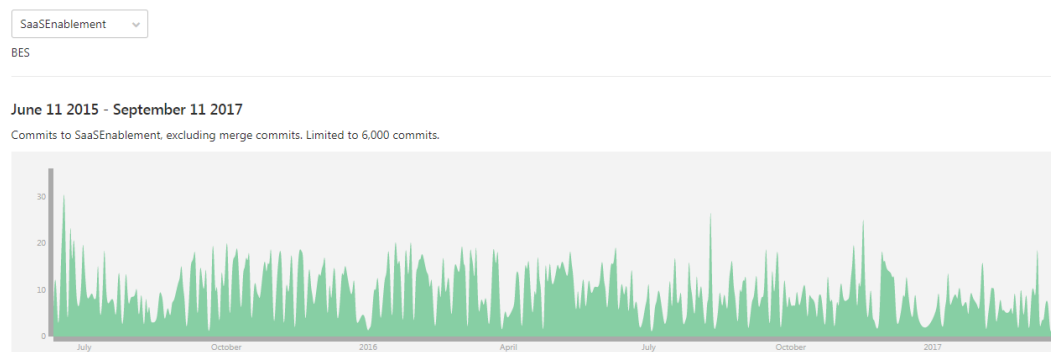 SaaSEnablement
BES
June 11 2015 - September 11 2017
Commits to SaaSEnablement, excluding merge commits. Limited to 6,000 commits.
30
20
10
0
July October 2016 April July October 2017